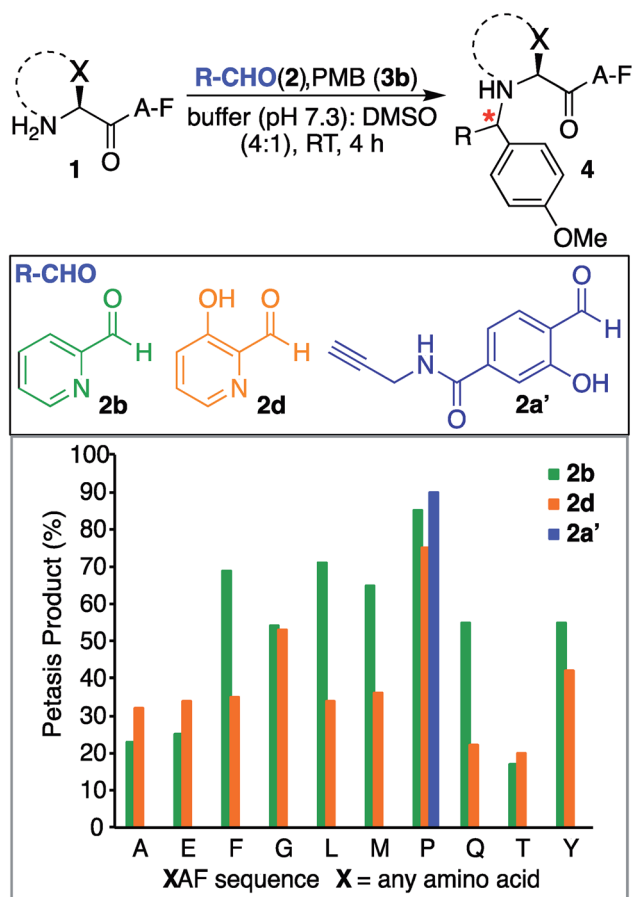 X
H2N
A-F
O
1
R-CHO(2),PMB (3b)
buffer (pH 7.3): DMSO
(4:1), RT, 4 h
X
HN
A-F
O
*
R
4
OMe
R-CHO
O
H
N
2b
OH
O
H
N
2d
H
N
O
O
H
OH
2a’
Petasis Product (%)
100
90
80
70
60
50
40
30
20
10
0
2b
2d
2a’
A E F G L M P Q T Y
XAF sequence X = any amino acid